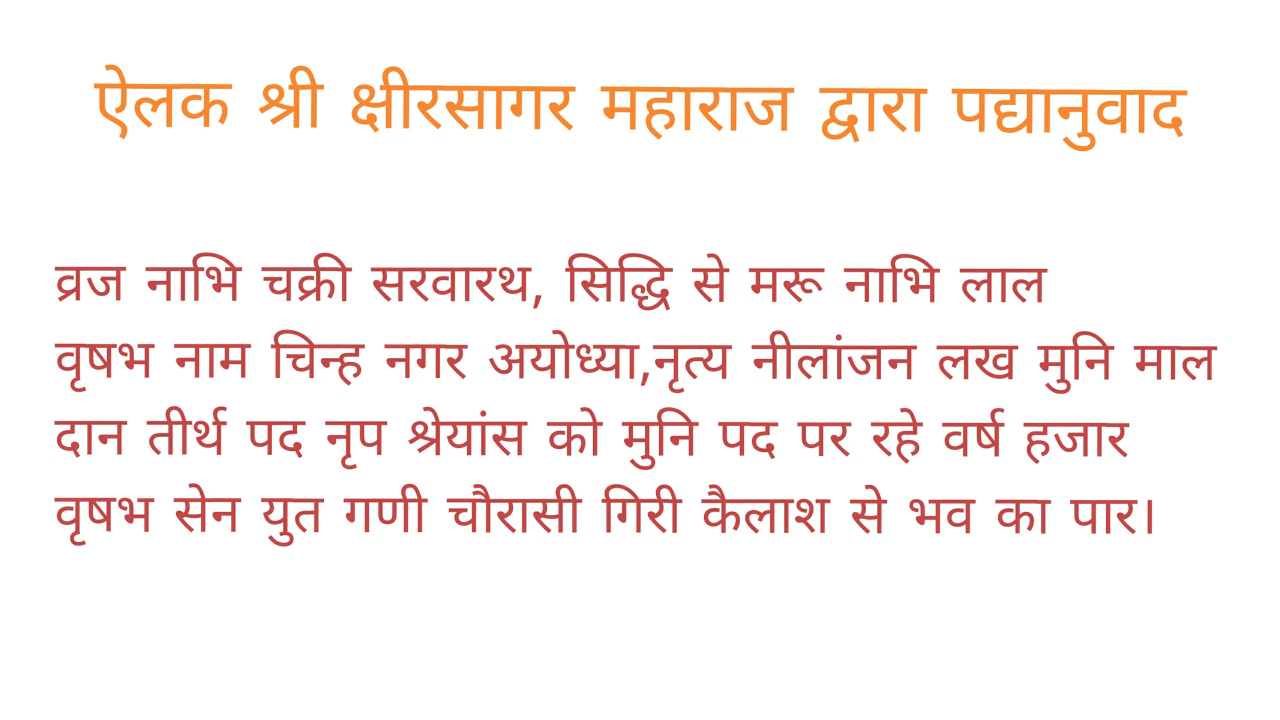 ऐलक श्री क्षीरसागर महाराज द्वारा पद्यानुवाद
व्रज नाभि चक्री सरवारथ, सिद्धि से मरू नाभि लाल
वृषभ नाम चिन्ह नगर अयोध्या,नृत्य नीलांजन लख मुनि माल
दान तीर्थ पद नृप श्रेयांस को मुनि पद पर रहे वर्ष हजार
वृषभ सेन युत गणी चौरासी गिरी कैलाश से भव का पार।